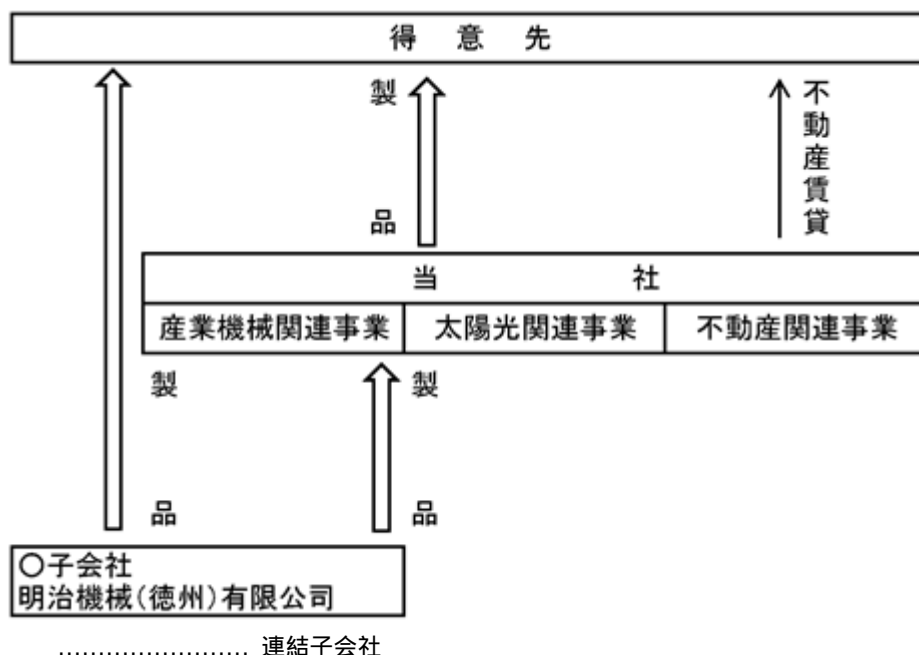 得意先
製品
不動産賃貸
当社
産業機械関連事業
太陽光関連事業
不動産関連事業
製品
製品
○子会社
明治機械(徳州)有限公司
..................... 連結子会社